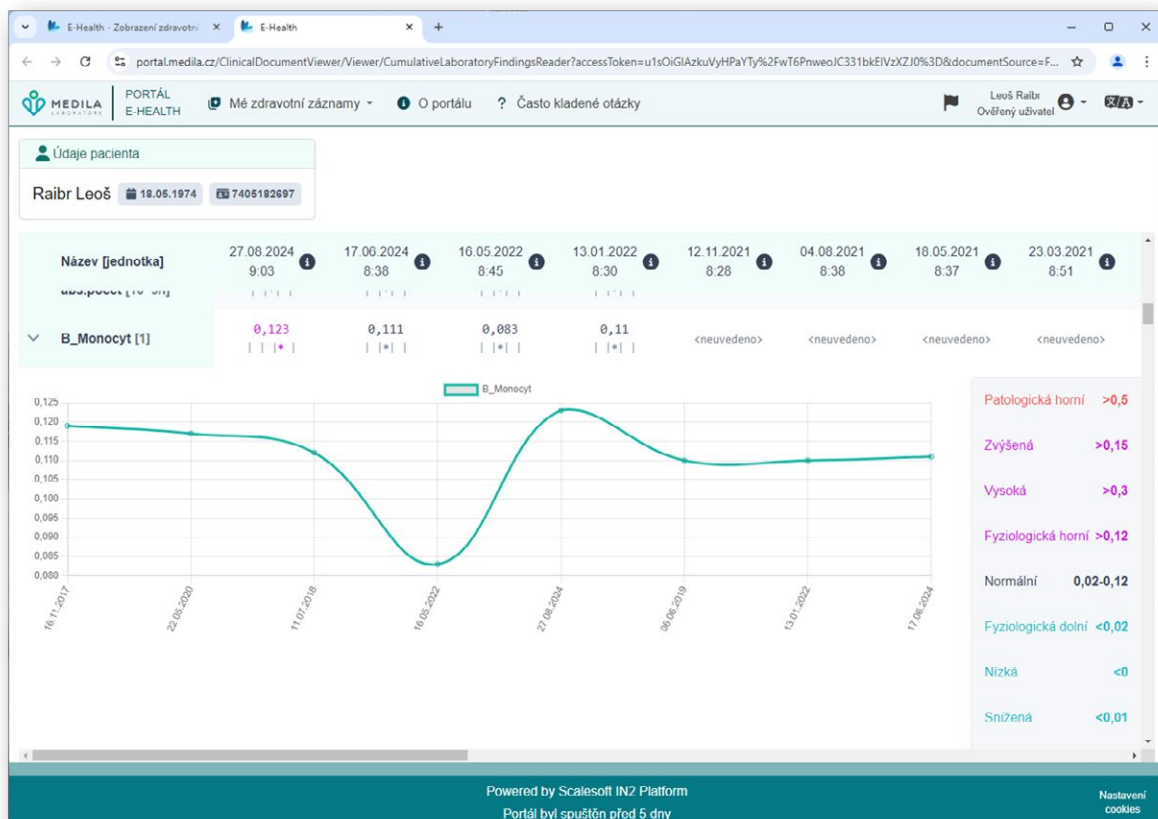 E-Health - Zobrazení zdravotní
E-Health
portal.medila.cz/ClinicalDocumentViewer/Viewer/CumulativeLaboratoryFindingsReader?accessToken=u1sOiGlAzkuVyHPaYTy%2FwT6PnweoJC331bkElVzXZJ0%3D&documentSource=F...
MEDILA
LABORATORE
PORTÁL
E-HEALTH
Mé zdravotní záznamy
O portálu
? Často kladené otázky
Leoš Raibr
Ověřený uživatel
Údaje pacienta
Raibr Leoš 18.05.1974 7405182697
Název [jednotka]
27.08.2024 9:03
17.06.2024 8:38
16.05.2022 8:45
13.01.2022 8:30
12.11.2021 8:28
04.08.2021 8:38
18.05.2021 8:37
23.03.2021 8:51
B_Monocyt [1]
0,123 0,111 0,083 0,11 <neuvedeno> <neuvedeno> <neuvedeno> <neuvedeno>
| | |* | | |*| | | |*| | | |*| |
B_Monocyt
0,125
0,120
0,115
0,110
0,105
0,100
0,095
0,090
0,085
0,080
16.11.2017
22.05.2020
11.07.2018
16.05.2022
27.08.2024
06.06.2019
13.01.2022
17.06.2024
Patologická horní >0,5
Zvýšená >0,15
Vysoká >0,3
Fyziologická horní >0,12
Normální 0,02-0,12
Fyziologická dolní <0,02
Nízká <0
Snížená <0,01
Powered by Scalesoft IN2 Platform
Portál byl spuštěn před 5 dny
Nastavení
cookies